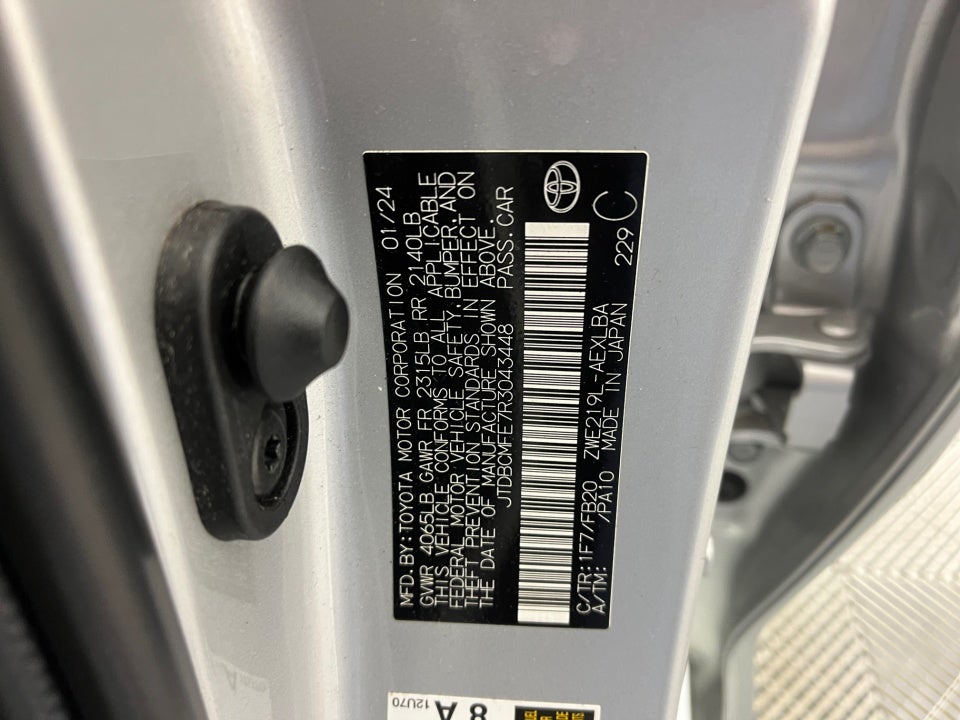 MFD.BY:TOYOTA MOTOR CORPORATION 01/24
GVWR 4065LB GAWR FR 2315LB RR 2140LB
THIS VEHICLE CONFORMS TO ALL APPLICABLE
FEDERAL MOTOR VEHICLE SAFETY,BUMPER,AND
THEFT PREVENTION STANDARDS IN EFFECT ON
THE DATE OF MANUFACTURE SHOWN ABOVE.
JTDBCMFE7R3043448 PASS.CAR
C/TR:1F7/FB20 ZWE219L-AEXLBA
A/TM: /PA10 MADE IN JAPAN
229 C
8 A
12U70